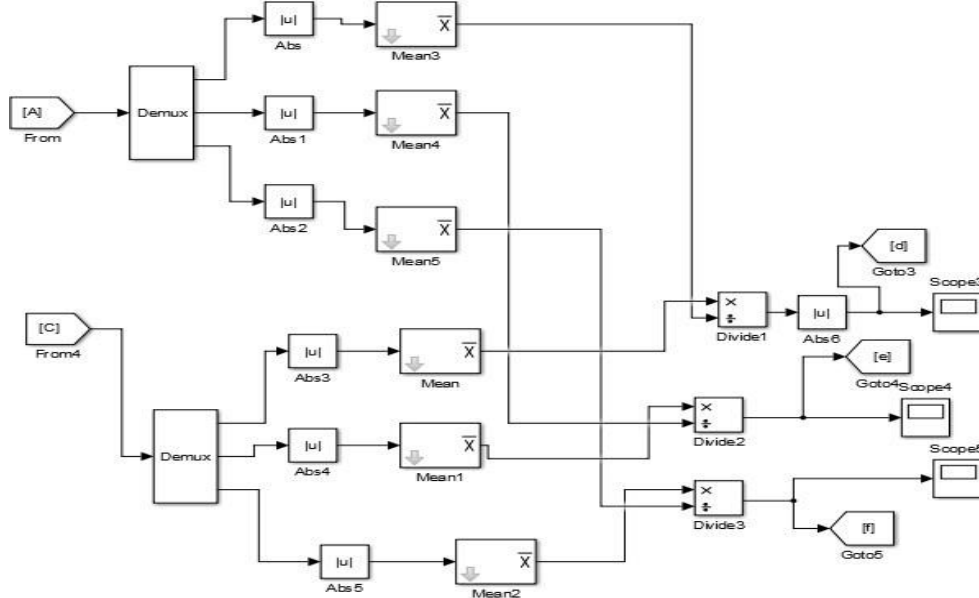 |u|
Abs
X
Mean3
[A]
From
Demux
|u|
Abs1
X
Mean4
|u|
Abs2
X
Mean5
[d]
Goto3
Scope3
[C]
From4
×
÷
Divide1
|u|
Abs6
|u|
Abs3
X
Mean
[e]
Goto4
Scope4
Demux
|u|
Abs4
X
Mean1
×
÷
Divide2
Scope5
×
÷
Divide3
[f]
Goto5
|u|
Abs5
X
Mean2